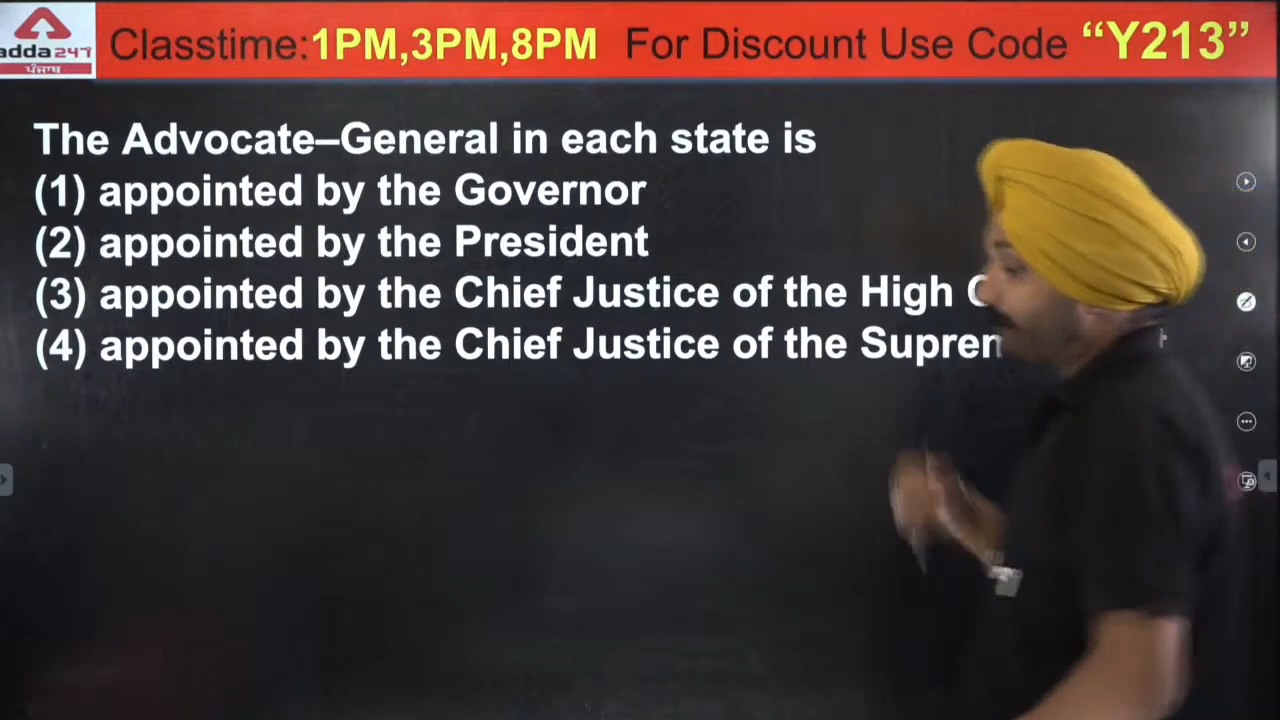 adda247
ਪੰਜਾਬ
Classtime:1PM,3PM,8PM For Discount Use Code “Y213”
The Advocate–General in each state is
(1) appointed by the Governor
(2) appointed by the President
(3) appointed by the Chief Justice of the High
(4) appointed by the Chief Justice of the